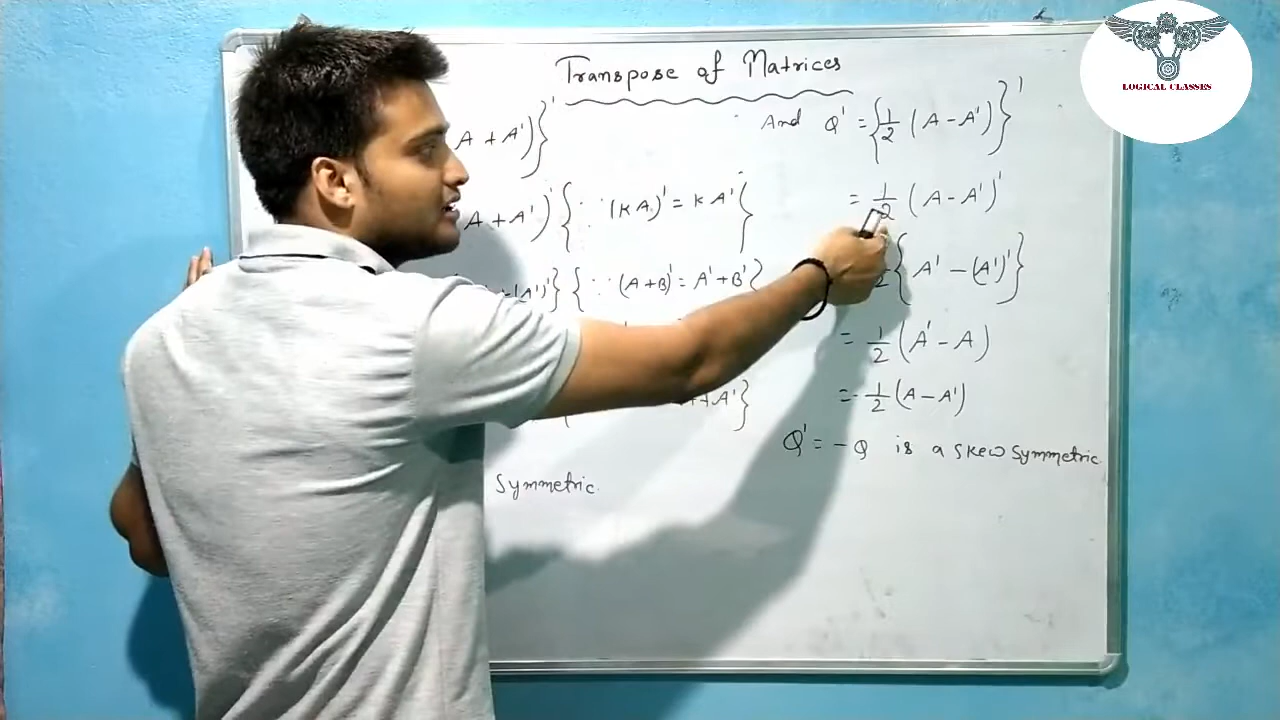 Transpose of Matrices
LOGICAL CLASSES
A + A')}'
A + A')' {∵ (kA)' = kA'}
(A')'} {∵ (A+B)' = A'+B'}
+A'}
Symmetric.
And Q' = {1/2 (A - A')}'
= 1/2 (A - A')'
{A' - (A')'}
= 1/2 (A' - A)
= -1/2 (A - A')
Q' = -Q is a skew symmetric